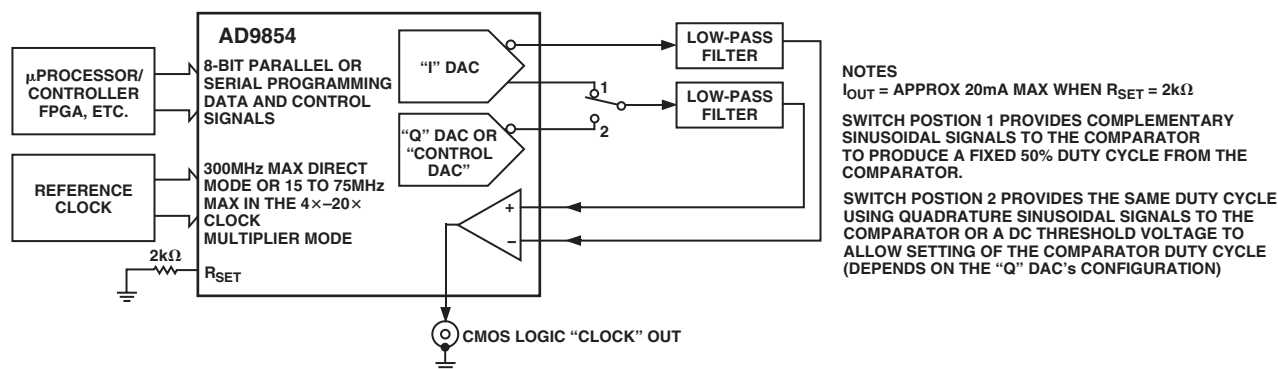 AD9854
µPROCESSOR/
CONTROLLER
FPGA, ETC.
8-BIT PARALLEL OR
SERIAL PROGRAMMING
DATA AND CONTROL
SIGNALS
REFERENCE
CLOCK
300MHz MAX DIRECT
MODE OR 15 TO 75MHz
MAX IN THE 4×–20×
CLOCK
MULTIPLIER MODE
2kΩ
RSET
“I” DAC
“Q” DAC OR
“CONTROL
DAC”
1
2
LOW-PASS
FILTER
LOW-PASS
FILTER
+
–
CMOS LOGIC “CLOCK” OUT
NOTES
IOUT = APPROX 20mA MAX WHEN RSET = 2kΩ
SWITCH POSTION 1 PROVIDES COMPLEMENTARY
SINUSOIDAL SIGNALS TO THE COMPARATOR
TO PRODUCE A FIXED 50% DUTY CYCLE FROM THE
COMPARATOR.
SWITCH POSTION 2 PROVIDES THE SAME DUTY CYCLE
USING QUADRATURE SINUSOIDAL SIGNALS TO THE
COMPARATOR OR A DC THRESHOLD VOLTAGE TO
ALLOW SETTING OF THE COMPARATOR DUTY CYCLE
(DEPENDS ON THE “Q” DAC's CONFIGURATION)